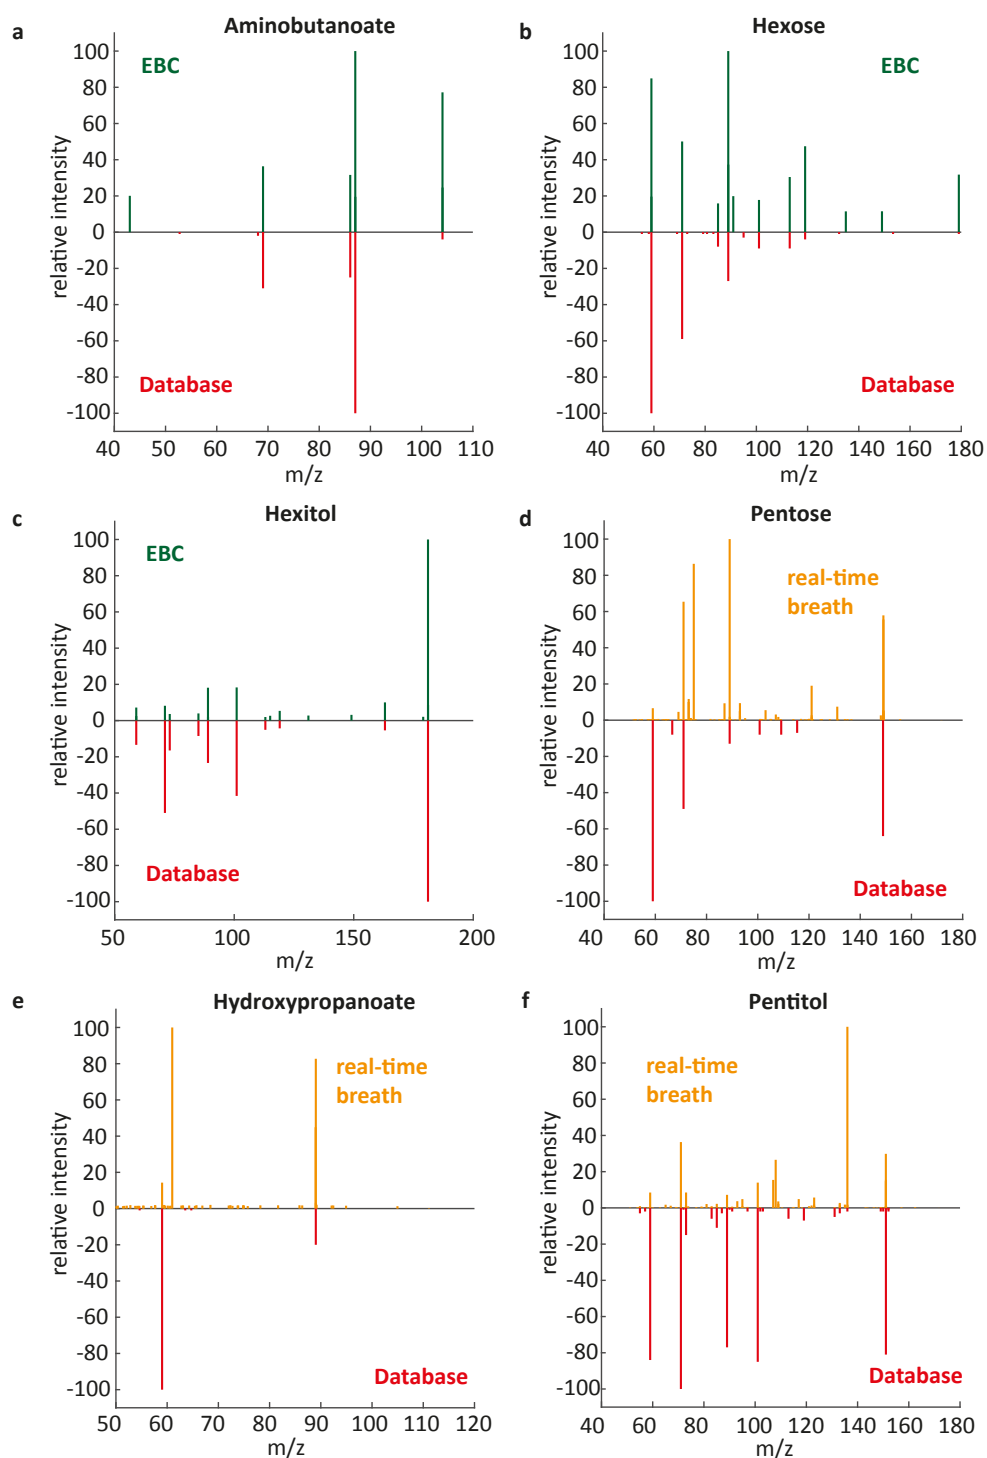 a
Aminobutanoate
EBC
relative intensity
100
80
60
40
20
0
-20
-40
-60
-80
-100
Database
40 50 60 70 80 90 100 110
m/z
b
Hexose
EBC
relative intensity
100
80
60
40
20
0
-20
-40
-60
-80
-100
Database
40 60 80 100 120 140 160 180
m/z
c
Hexitol
EBC
relative intensity
100
80
60
40
20
0
-20
-40
-60
-80
-100
Database
50 100 150 200
m/z
d
Pentose
real-time
breath
relative intensity
100
80
60
40
20
0
-20
-40
-60
-80
-100
Database
40 60 80 100 120 140 160 180
m/z
e
Hydroxypropanoate
real-time
breath
relative intensity
100
80
60
40
20
0
-20
-40
-60
-80
-100
Database
50 60 70 80 90 100 110 120
m/z
f
Pentitol
real-time
breath
relative intensity
100
80
60
40
20
0
-20
-40
-60
-80
-100
Database
40 60 80 100 120 140 160 180
m/z